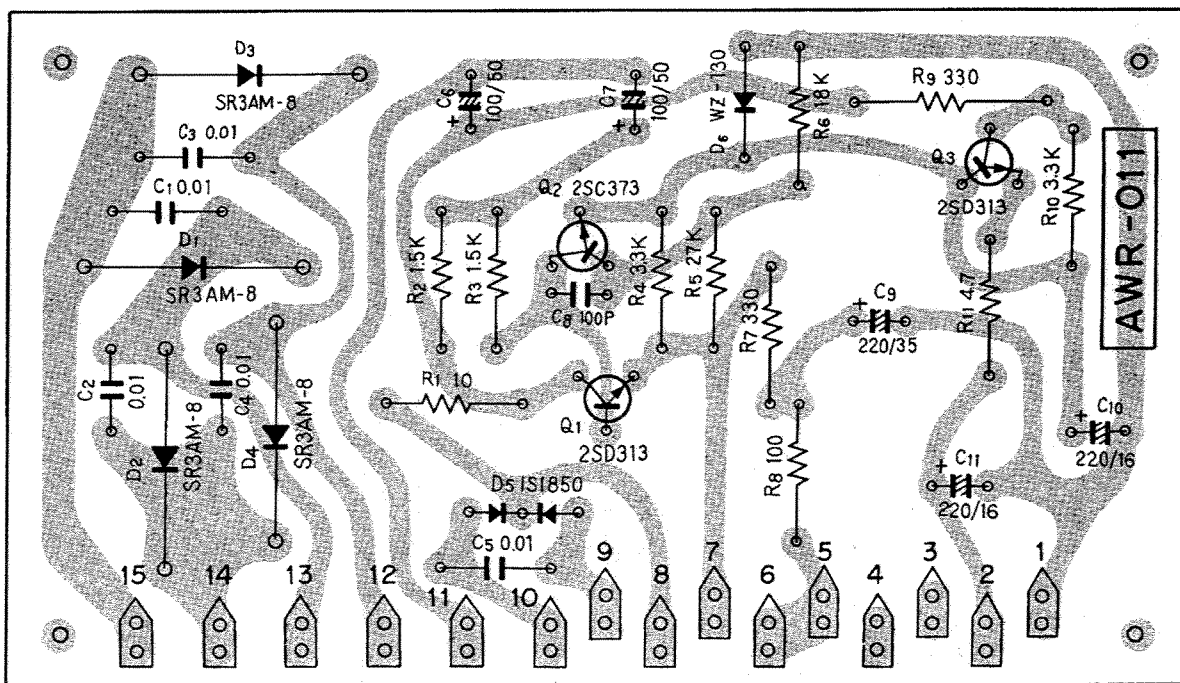 D3
SR3AM-8
C3 0.01
C1 0.01
D1
SR3AM-8
C2
0.01
D2
SR3AM-8
C4 0.01
D4
SR3AM-8
C6
100/50
+
C7
100/50
+
D6 WZ-130
R6 18K
R9 330
Q3
2SD313
R10 3.3K
AWR-011
Q2 2SC373
R2 1.5K
R3 1.5K
C8 100P
R4 3.3K
R5 27K
R7 330
+ C9
220/35
R11 4.7
R1 10
Q1
2SD313
R8 100
+ C10
220/16
+ C11
220/16
D5 1S1850
C5 0.01
15
14
13
12
11
10
9
8
7
6
5
4
3
2
1